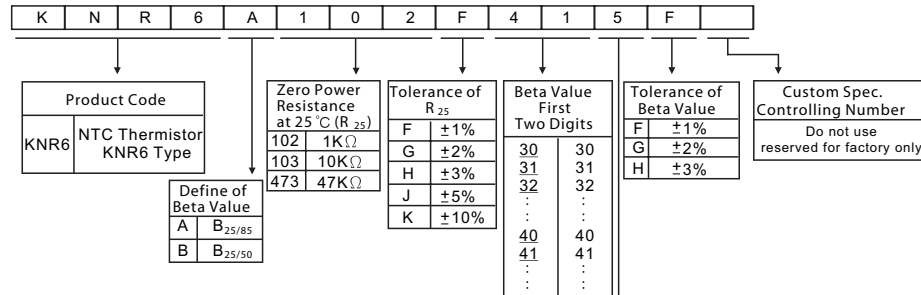 K N R 6 A 1 0 2 F 4 1 5 F
Product Code
KNR6 NTC Thermistor KNR6 Type
Define of Beta Value
A B25/85
B B25/50
Zero Power Resistance at 25 °C (R 25)
102 1KΩ
103 10KΩ
473 47KΩ
Tolerance of R 25
F ±1%
G ±2%
H ±3%
J ±5%
K ±10%
Beta Value First Two Digits
30 30
31 31
32 32
: :
: :
40 40
41 41
: :
: :
Tolerance of Beta Value
F ±1%
G ±2%
H ±3%
Custom Spec. Controlling Number
Do not use
reserved for factory only